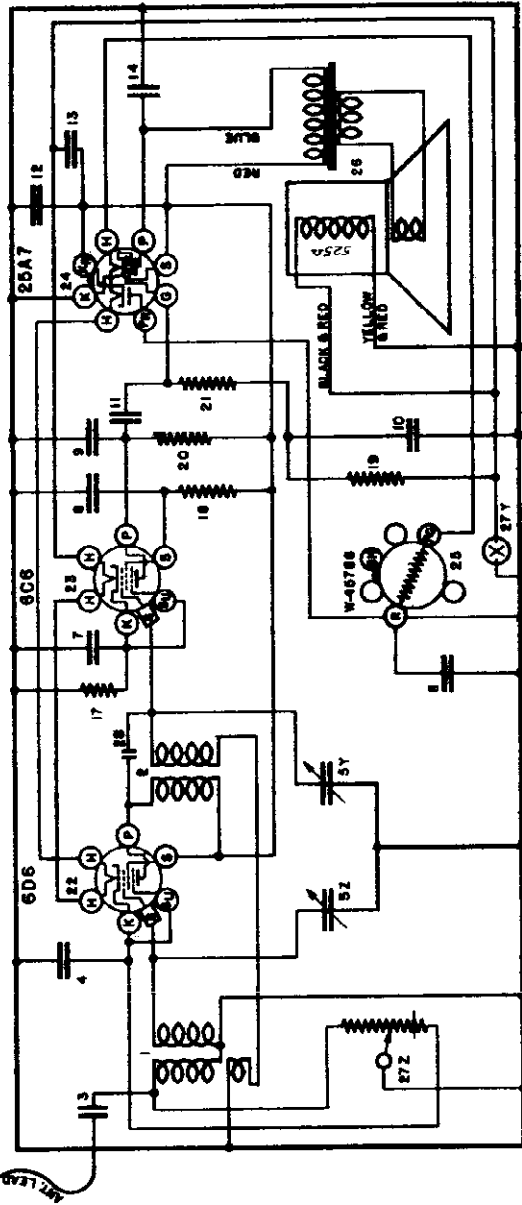 ANT. LEAD
3
1
4
6D6
22
H
H
K
P
G
SU
S
28
2
17
7
6C6
23
H
H
K
P
G
SU
S
8
9
18
20
11
21
25A7
24
H
K
H
P
S
G
12
13
14
RED
BLUE
26
525Ω
BLACK & RED
YELLOW & RED
5Z
5Y
27Z
R
W-45786
25
10
19
27Y